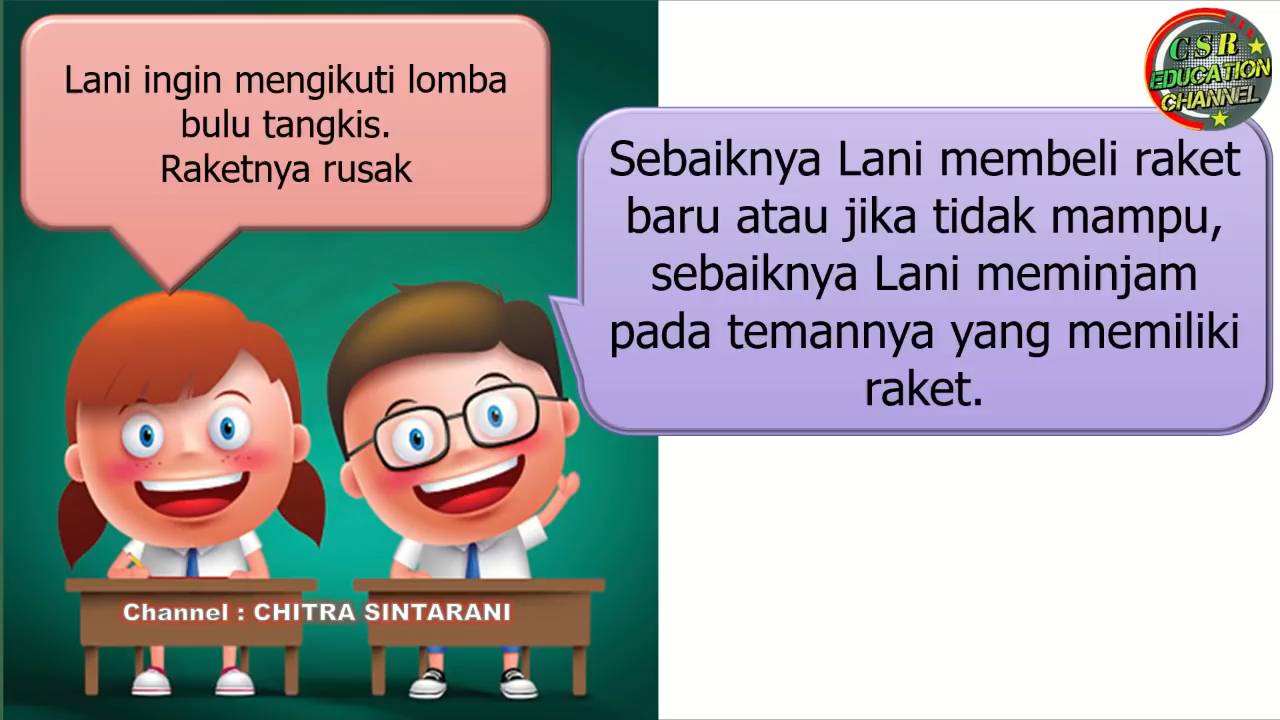 Lani ingin mengikuti lomba
bulu tangkis.
Raketnya rusak
CSR
EDUCATION
CHANNEL
Sebaiknya Lani membeli raket
baru atau jika tidak mampu,
sebaiknya Lani meminjam
pada temannya yang memiliki
raket.
Channel : CHITRA SINTARANI